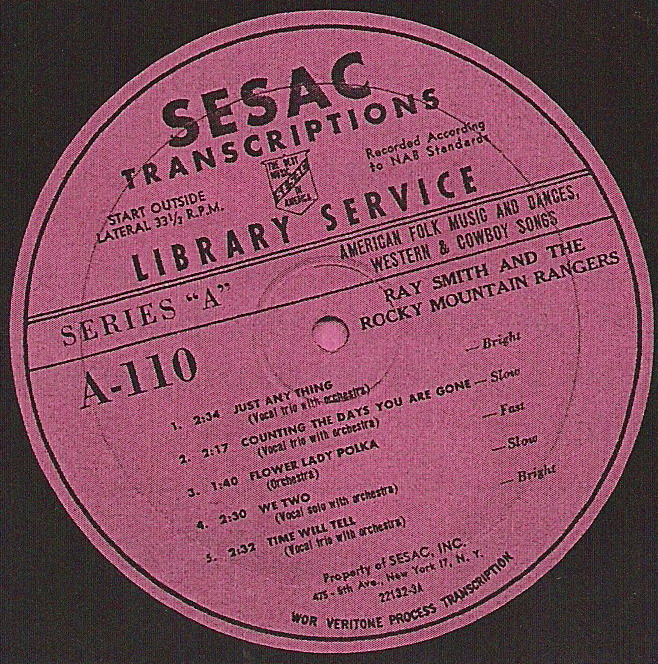 SESAC
TRANSCRIPTIONS
START OUTSIDE
LATERAL 33 1/3 R.P.M.
THE BEST
MUSIC
SESAC
IN
AMERICA
Recorded According
to NAB Standards
LIBRARY SERVICE
AMERICAN FOLK MUSIC AND DANCES,
WESTERN & COWBOY SONGS
SERIES "A"
RAY SMITH AND THE
ROCKY MOUNTAIN RANGERS
A-110
1. 2:34 JUST ANY THING — Bright
(Vocal trio with orchestra)
2. 2:17 COUNTING THE DAYS YOU ARE GONE — Slow
(Vocal trio with orchestra)
3. 1:40 FLOWER LADY POLKA — Fast
(Orchestra)
4. 2:30 WE TWO — Slow
(Vocal solo with orchestra)
5. 2:32 TIME WILL TELL — Bright
(Vocal trio with orchestra)
Property of SESAC, INC.
475 - 5th Ave., New York 17, N. Y.
22132-3A
WOR VERITONE PROCESS TRANSCRIPTION